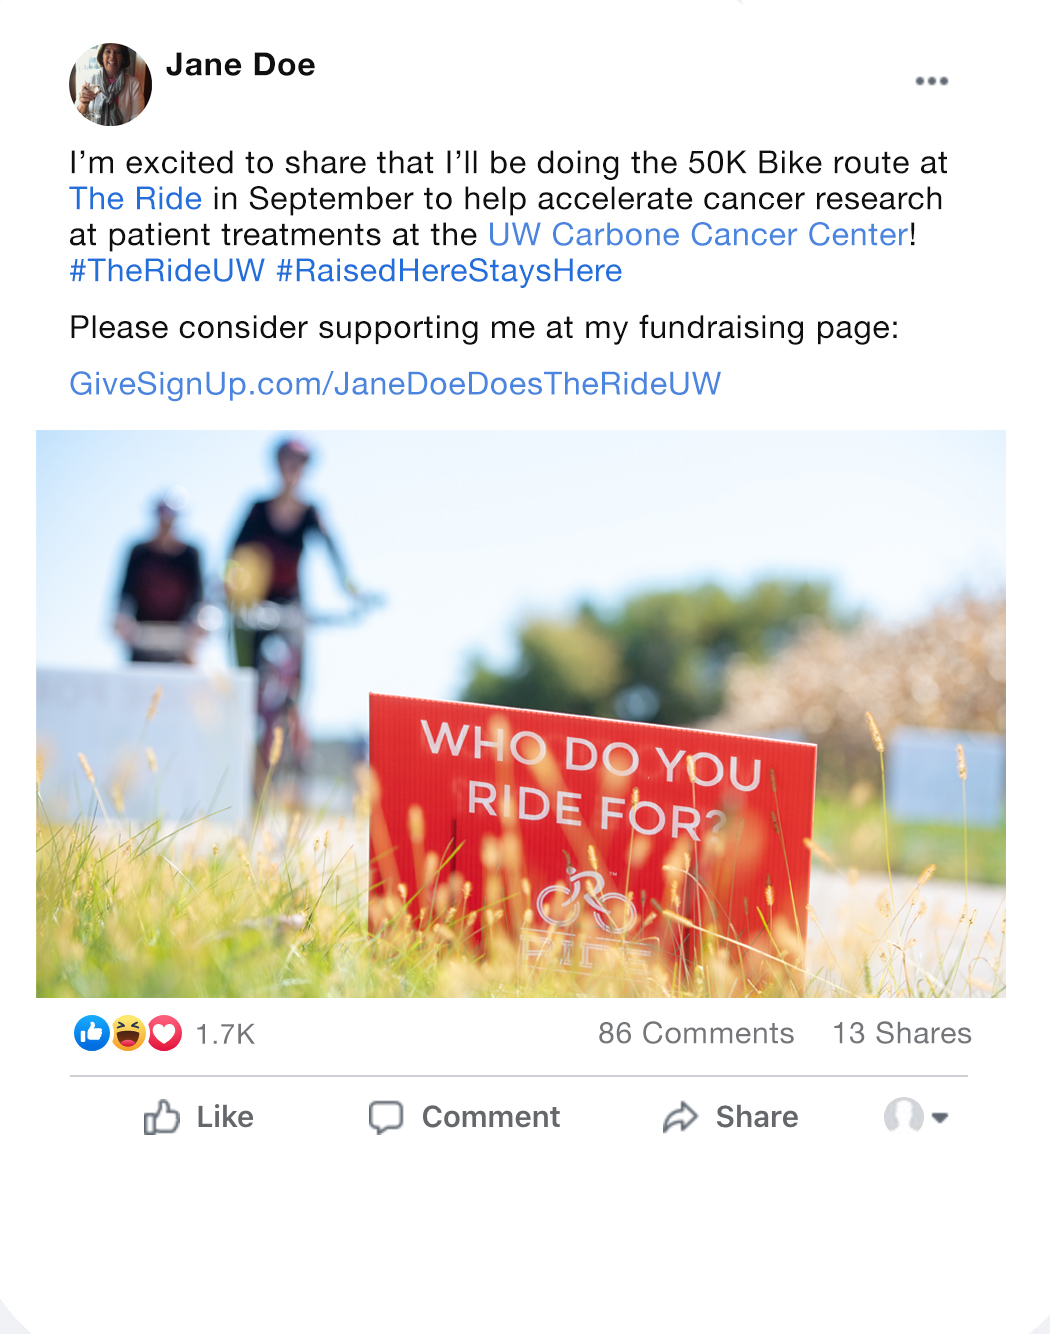 Jane Doe
I’m excited to share that I’ll be doing the 50K Bike route at
The Ride in September to help accelerate cancer research
at patient treatments at the UW Carbone Cancer Center!
#TheRideUW #RaisedHereStaysHere
Please consider supporting me at my fundraising page:
GiveSignUp.com/JaneDoeDoesTheRideUW
WHO DO YOU
RIDE FOR?
™
RIDE
1.7K 86 Comments 13 Shares
Like Comment Share